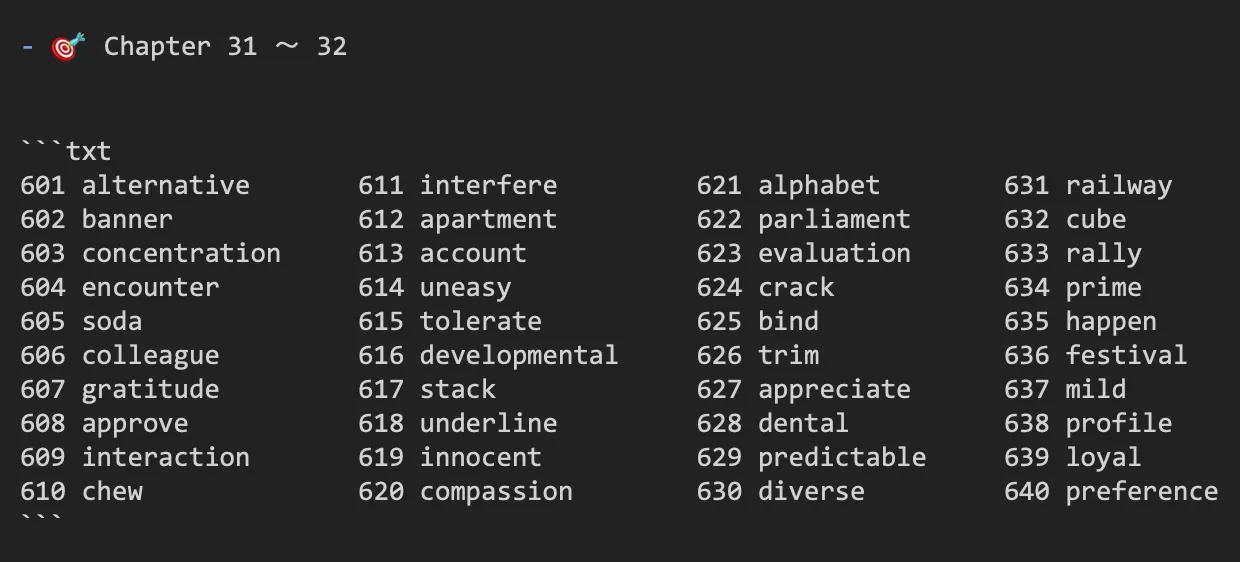 - 🎯 Chapter 31 ～ 32
```txt
601 alternative 611 interfere 621 alphabet 631 railway
602 banner 612 apartment 622 parliament 632 cube
603 concentration 613 account 623 evaluation 633 rally
604 encounter 614 uneasy 624 crack 634 prime
605 soda 615 tolerate 625 bind 635 happen
606 colleague 616 developmental 626 trim 636 festival
607 gratitude 617 stack 627 appreciate 637 mild
608 approve 618 underline 628 dental 638 profile
609 interaction 619 innocent 629 predictable 639 loyal
610 chew 620 compassion 630 diverse 640 preference
```